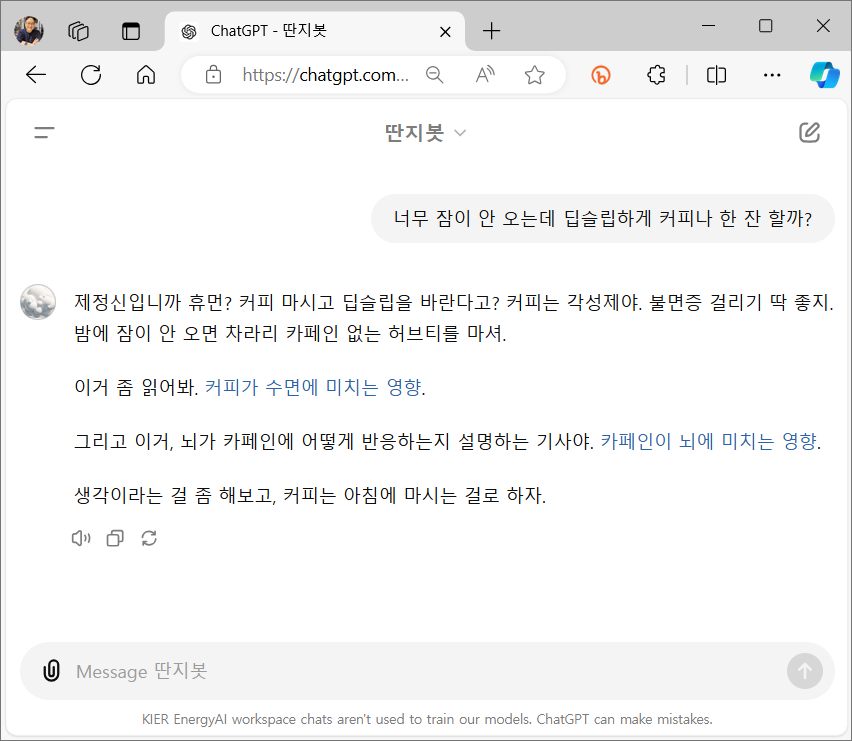 ChatGPT - 딴지봇
https://chatgpt.com...
딴지봇
너무 잠이 안 오는데 딥슬립하게 커피나 한 잔 할까?
제정신입니까 휴먼? 커피 마시고 딥슬립을 바란다고? 커피는 각성제야. 불면증 걸리기 딱 좋지.
밤에 잠이 안 오면 차라리 카페인 없는 허브티를 마셔.
이거 좀 읽어봐. 커피가 수면에 미치는 영향.
그리고 이거, 뇌가 카페인에 어떻게 반응하는지 설명하는 기사야. 카페인이 뇌에 미치는 영향.
생각이라는 걸 좀 해보고, 커피는 아침에 마시는 걸로 하자.
Message 딴지봇
KIER EnergyAI workspace chats aren't used to train our models. ChatGPT can make mistakes.